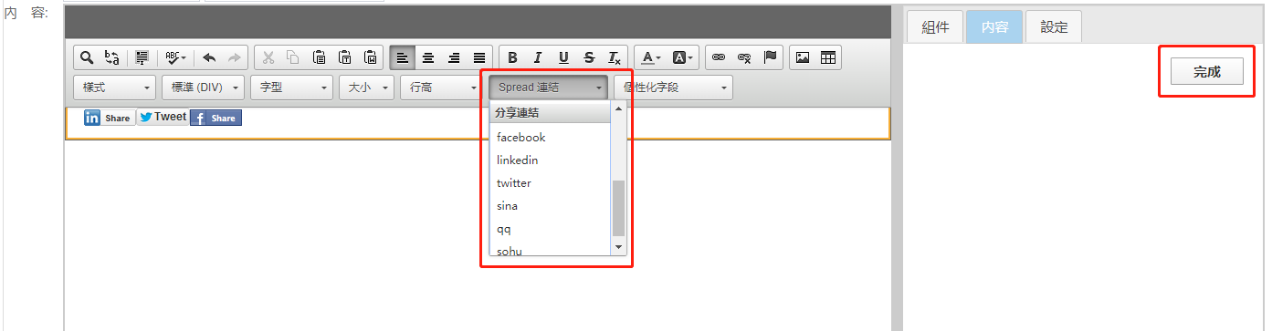 內 容:
組件 內容 設定
完成
ABC B I U S Ix A A
樣式 標準 (DIV) 字型 大小 行高 Spread 連結 個性化字段
in Share Tweet f Share
分享連結
facebook
linkedin
twitter
sina
qq
sohu